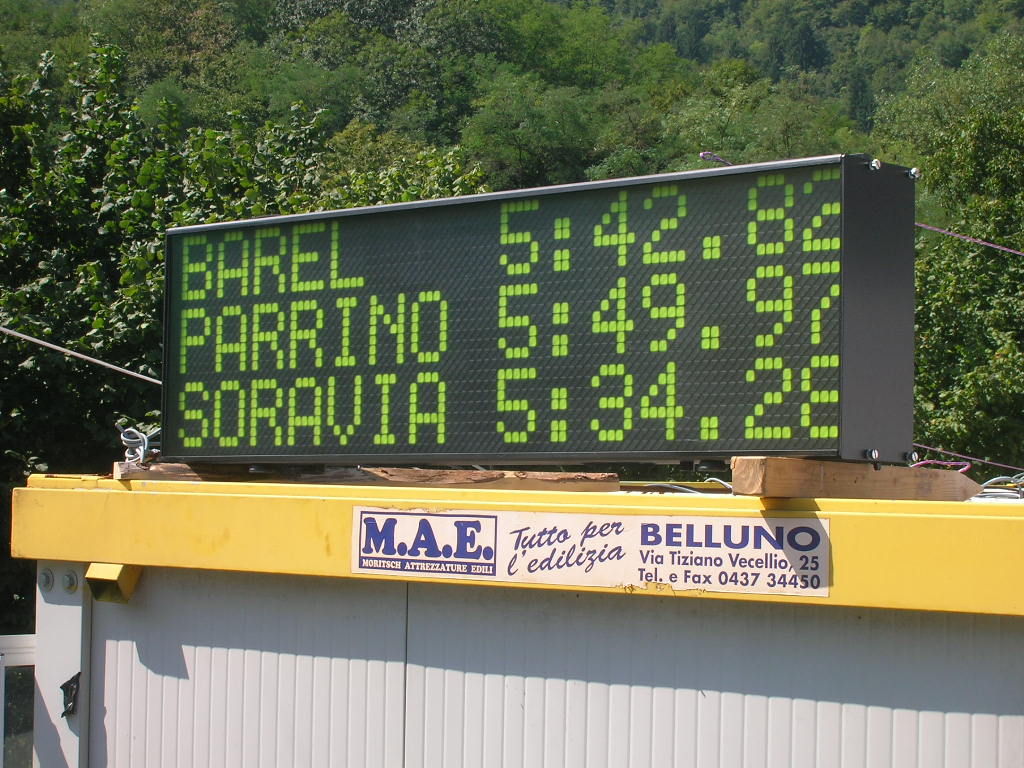 BAREL 5:42.82
PARRINO 5:49.97
SORAVIA 5:34.25
M.A.E.
MORITSCH ATTREZZATURE EDILI
Tutto per
l'edilizia
BELLUNO
Via Tiziano Vecellio, 25
Tel. e Fax 0437 34450